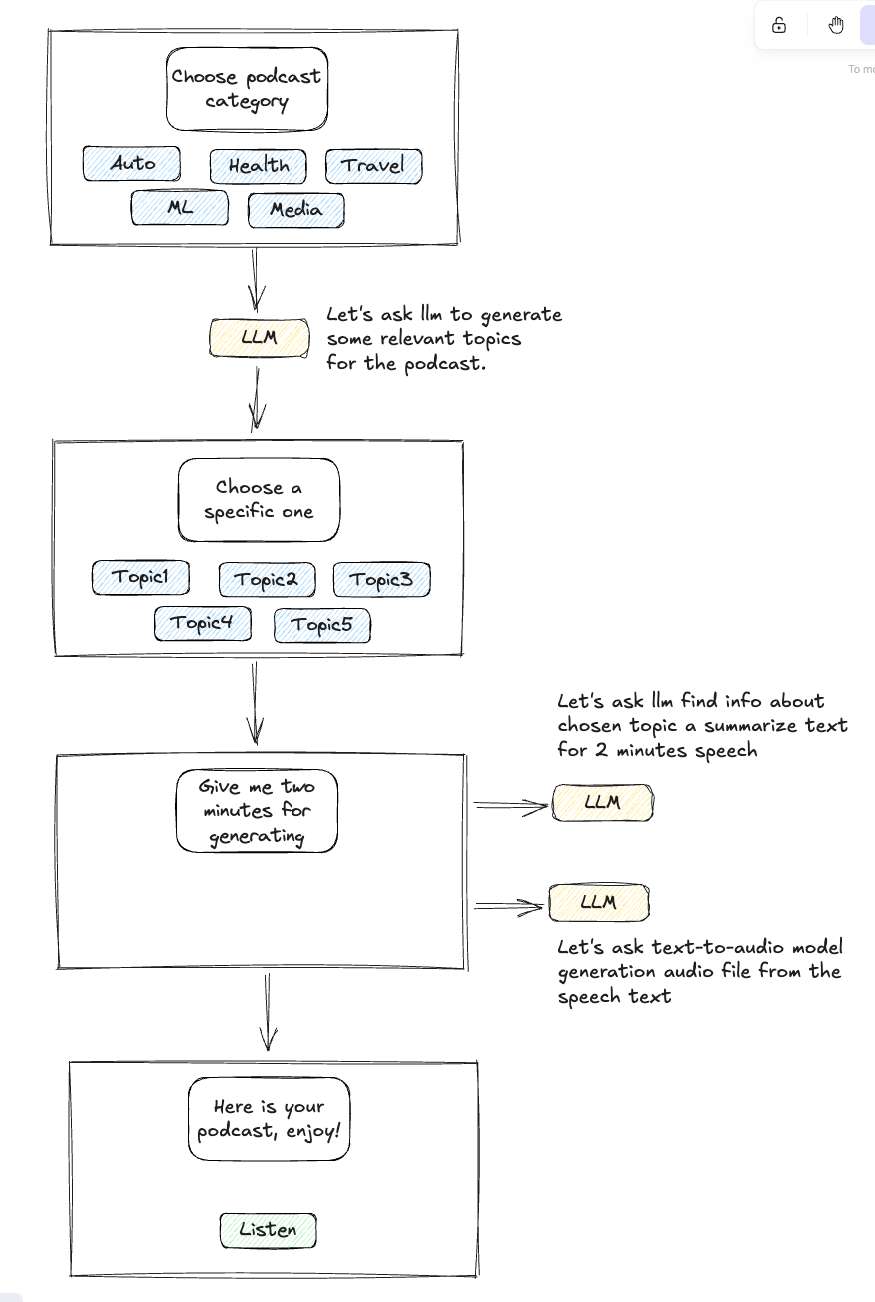 To mo
Choose podcast
category
Auto
Health
Travel
ML
Media
LLM
Let's ask llm to generate
some relevant topics
for the podcast.
Choose a
specific one
Topic1
Topic2
Topic3
Topic4
Topic5
Let's ask llm find info about
chosen topic a summarize text
for 2 minutes speech
Give me two
minutes for
generating
LLM
LLM
Let's ask text-to-audio model
generation audio file from the
speech text
Here is your
podcast, enjoy!
Listen